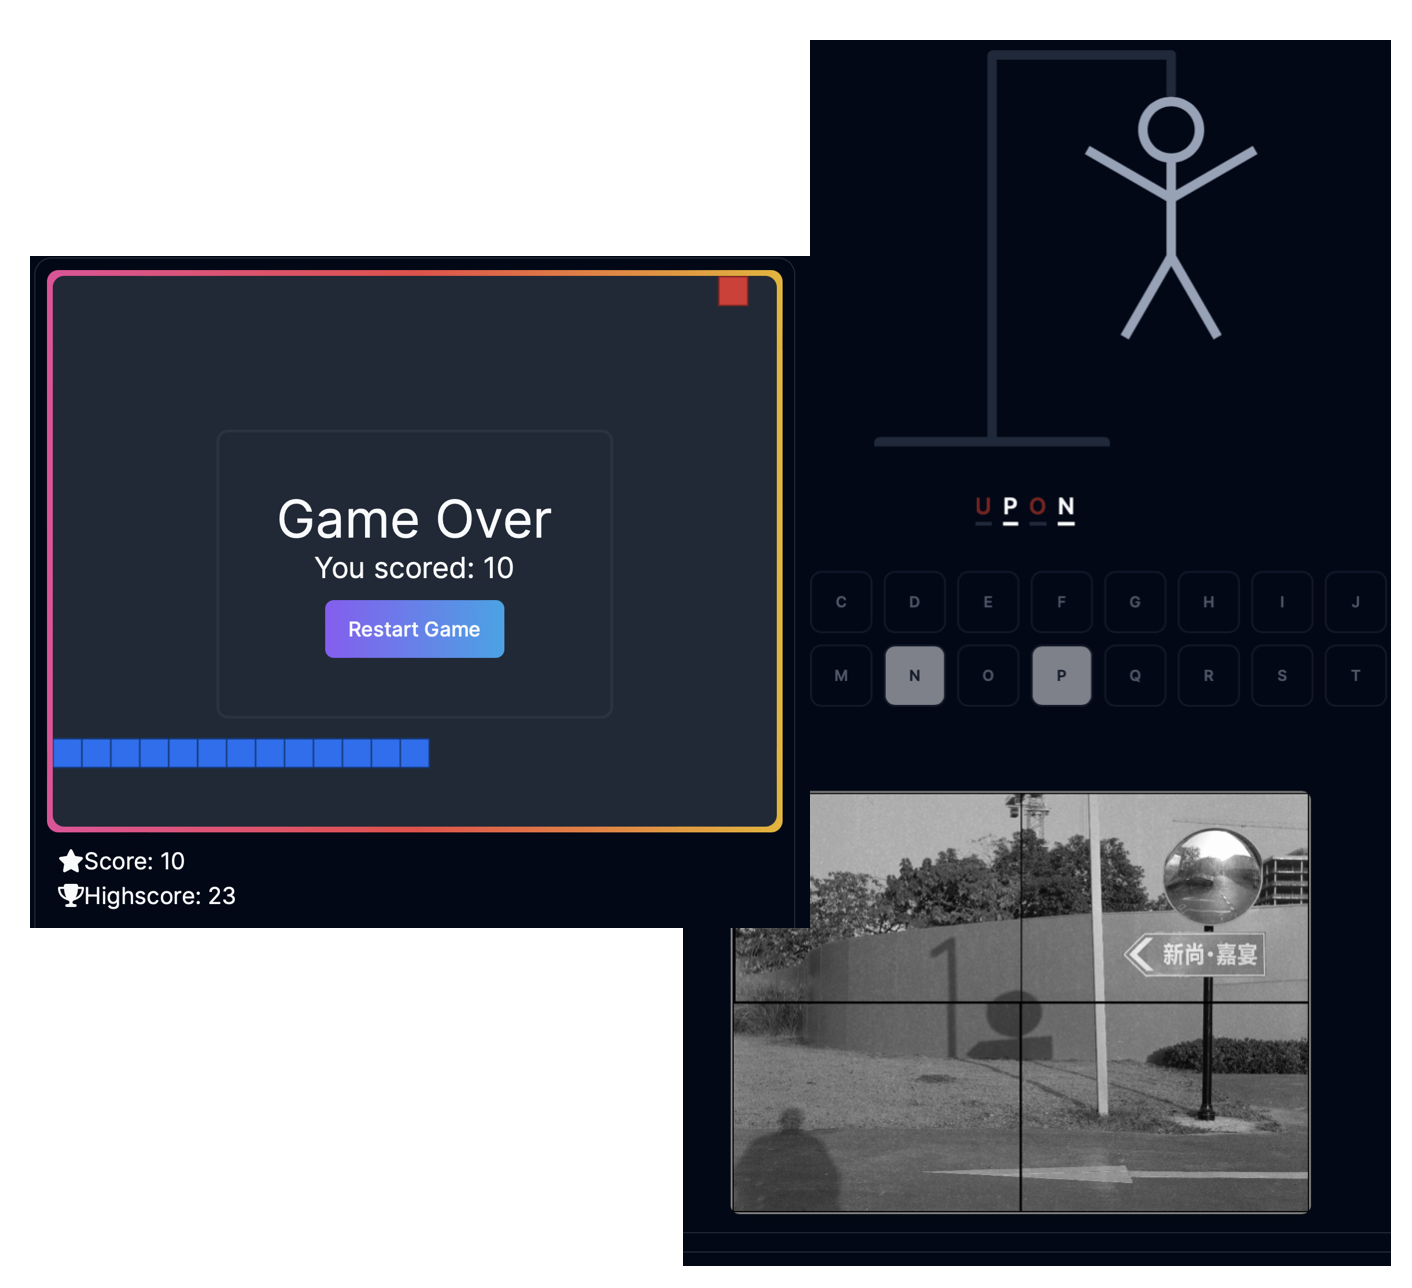 Game Over
You scored: 10
Restart Game
Score: 10
Highscore: 23
U P O N
C D E F G H I J
M N O P Q R S T
新尚·嘉宴